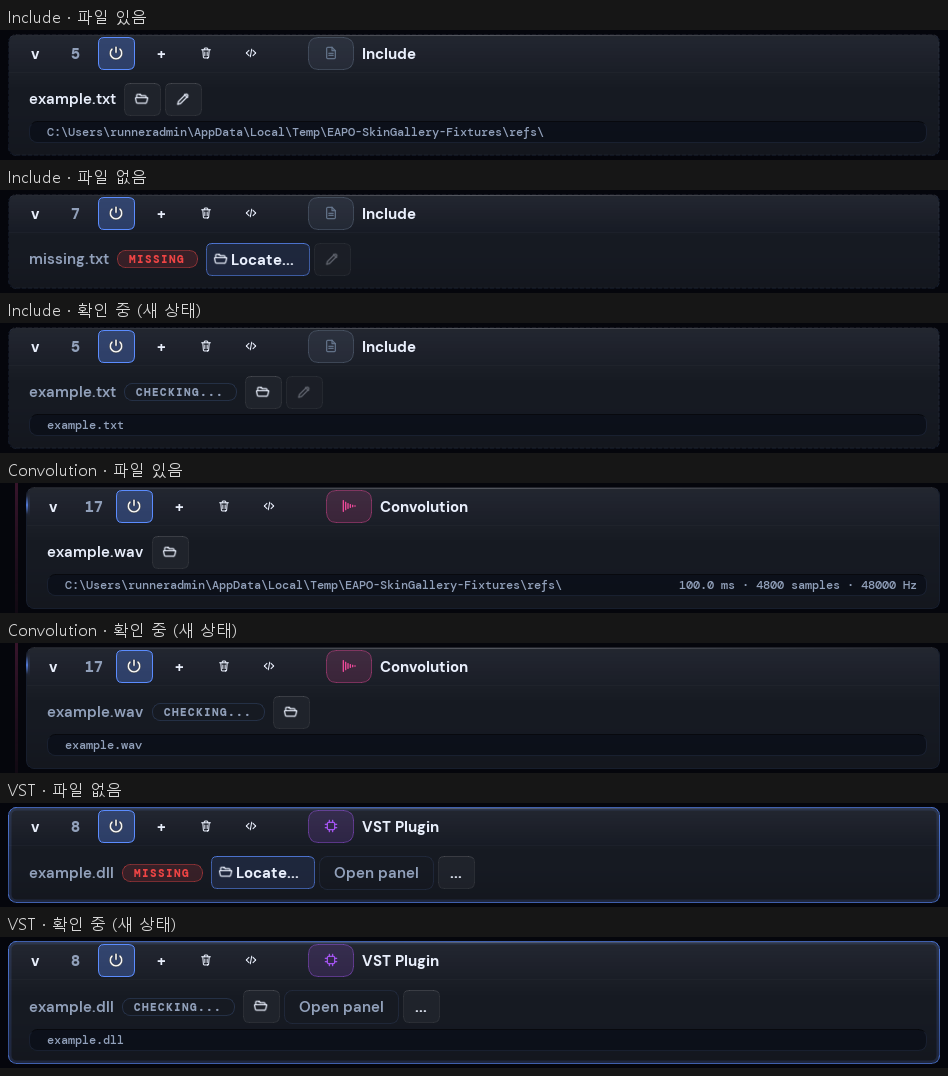 Include · 파일 있음
v 5 + </> Include
example.txt
C:\Users\runneradmin\AppData\Local\Temp\EAPO-SkinGallery-Fixtures\refs\
Include · 파일 없음
v 7 + </> Include
missing.txt MISSING Locate...
Include · 확인 중 (새 상태)
v 5 + </> Include
example.txt CHECKING...
example.txt
Convolution · 파일 있음
v 17 + </> Convolution
example.wav
C:\Users\runneradmin\AppData\Local\Temp\EAPO-SkinGallery-Fixtures\refs\ 100.0 ms · 4800 samples · 48000 Hz
Convolution · 확인 중 (새 상태)
v 17 + </> Convolution
example.wav CHECKING...
example.wav
VST · 파일 없음
v 8 + </> VST Plugin
example.dll MISSING Locate... Open panel ...
VST · 확인 중 (새 상태)
v 8 + </> VST Plugin
example.dll CHECKING... Open panel ...
example.dll